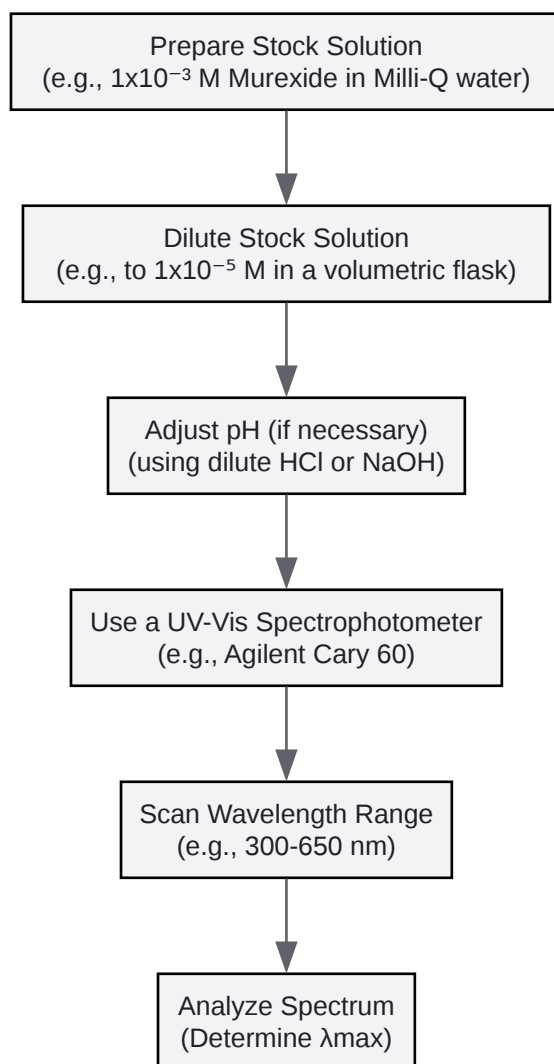 Prepare Stock Solution
(e.g., 1x10⁻³ M Murexide in Milli-Q water)
Dilute Stock Solution
(e.g., to 1x10⁻⁵ M in a volumetric flask)
Adjust pH (if necessary)
(using dilute HCl or NaOH)
Use a UV-Vis Spectrophotometer
(e.g., Agilent Cary 60)
Scan Wavelength Range
(e.g., 300-650 nm)
Analyze Spectrum
(Determine λmax)